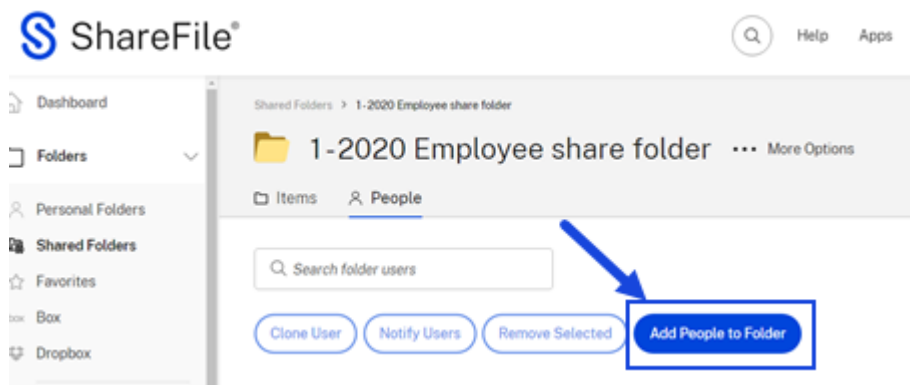 ShareFile®
Help Apps
Dashboard
Shared Folders > 1-2020 Employee share folder
Folders
1-2020 Employee share folder ••• More Options
Items People
Personal Folders
Shared Folders
Search folder users
Favorites
box Box
Clone User Notify Users Remove Selected Add People to Folder
Dropbox